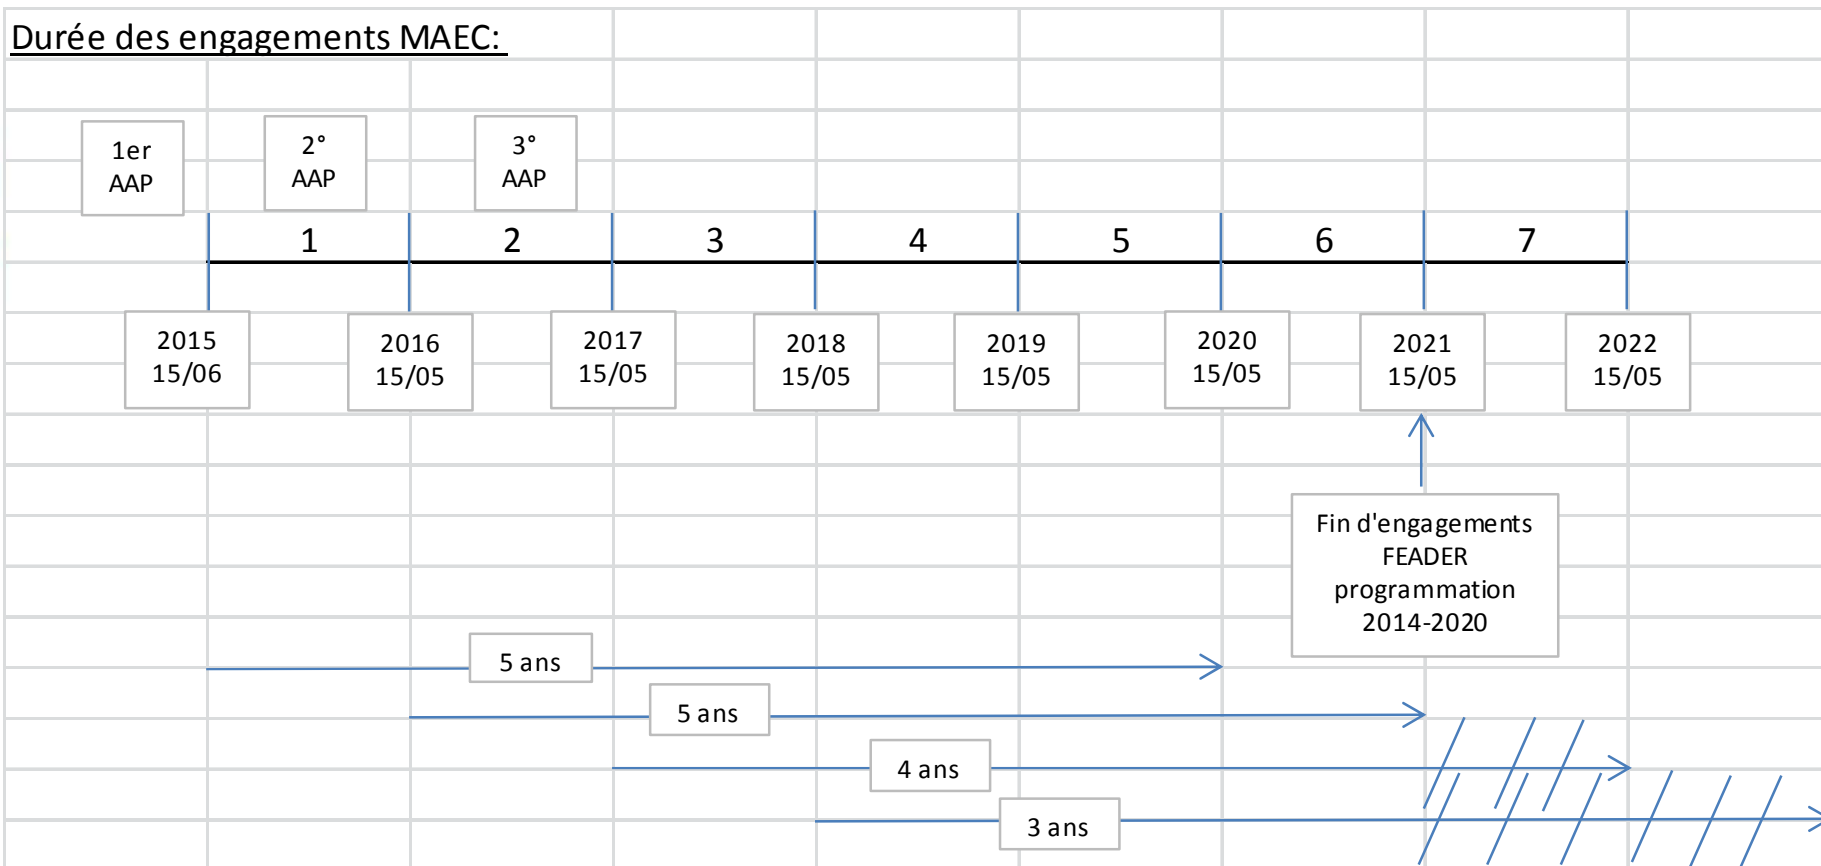 Durée des engagements MAEC:
1er
AAP
2°
AAP
3°
AAP
1
2
3
4
5
6
7
2015
15/06
2016
15/05
2017
15/05
2018
15/05
2019
15/05
2020
15/05
2021
15/05
2022
15/05
Fin d'engagements
FEADER
programmation
2014-2020
5 ans
5 ans
4 ans
3 ans